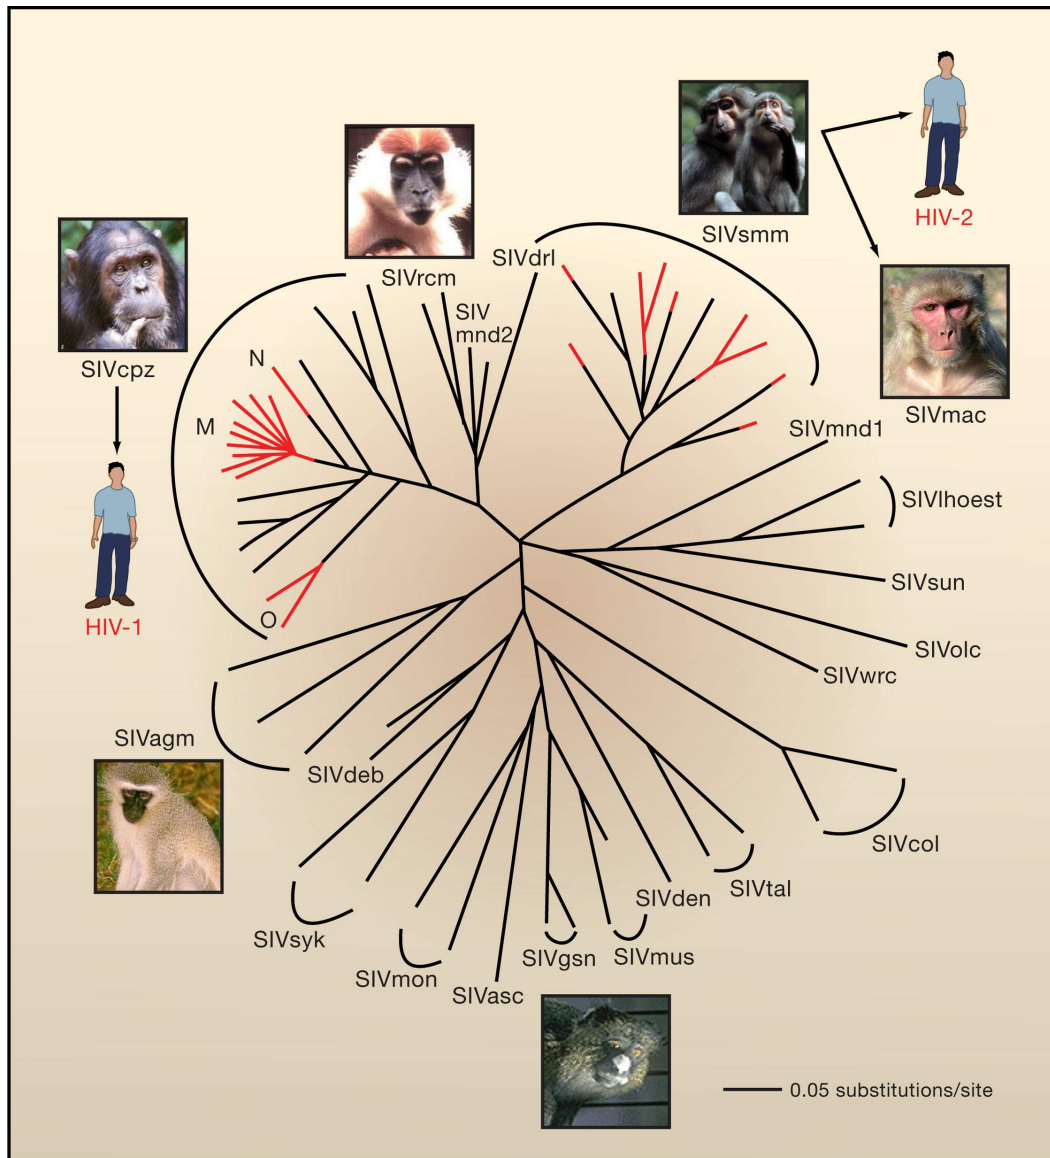 HIV-2
SIVsmm
SIVdrl
SIVrcm
SIV
mnd2
SIVcpz
N
M
SIVmac
SIVmnd1
SIVlhoest
SIVsun
HIV-1
O
SIVolc
SIVwrc
SIVagm
SIVdeb
SIVcol
SIVtal
SIVden
SIVsyk
SIVmon
SIVasc
SIVgsn
SIVmus
0.05 substitutions/site